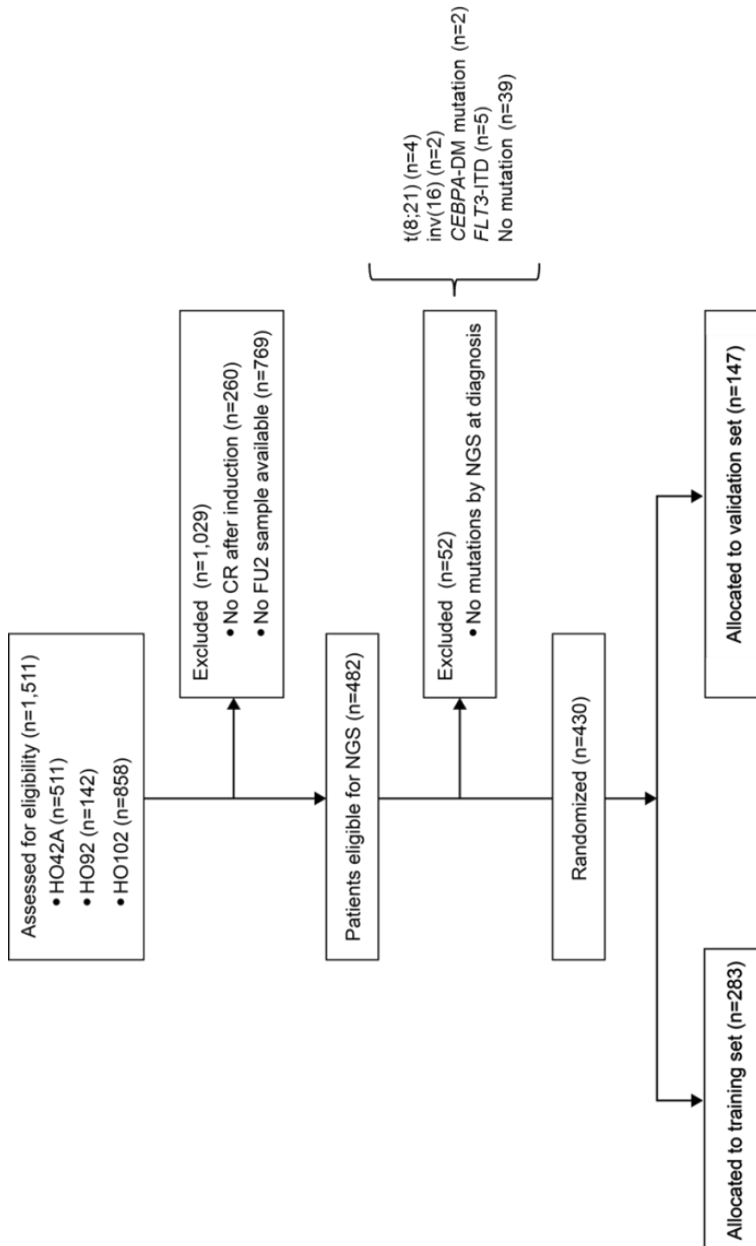 Assessed for eligibility (n=1,511)
• HO42A (n=511)
• HO92 (n=142)
• HO102 (n=858)
Excluded (n=1,029)
• No CR after induction (n=260)
• No FU2 sample available (n=769)
Patients eligible for NGS (n=482)
Excluded (n=52)
• No mutations by NGS at diagnosis
t(8;21) (n=4)
inv(16) (n=2)
CEBPA-DM mutation (n=2)
FLT3-ITD (n=5)
No mutation (n=39)
Randomized (n=430)
Allocated to training set (n=283)
Allocated to validation set (n=147)